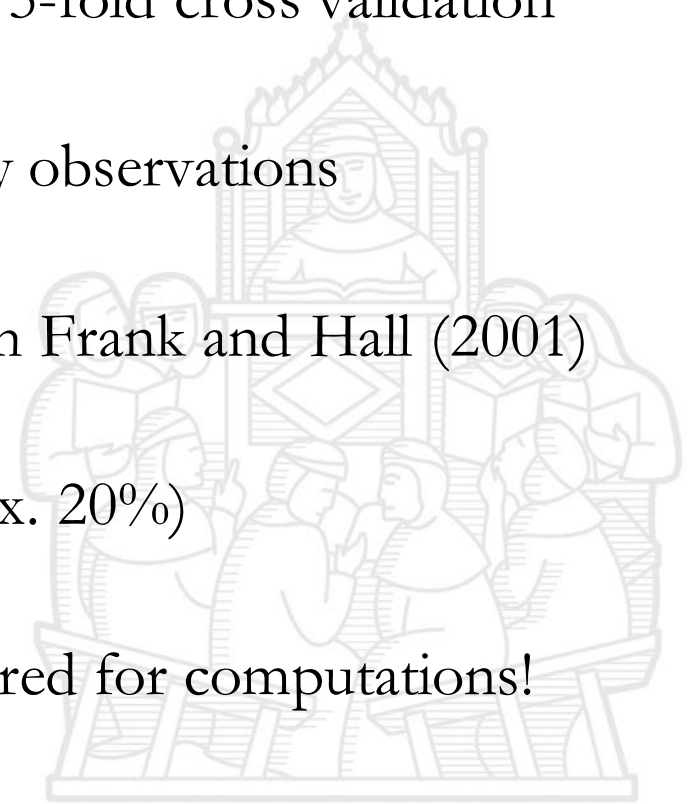 5-fold cross validation
y observations
n Frank and Hall (2001)
x. 20%)
red for computations!